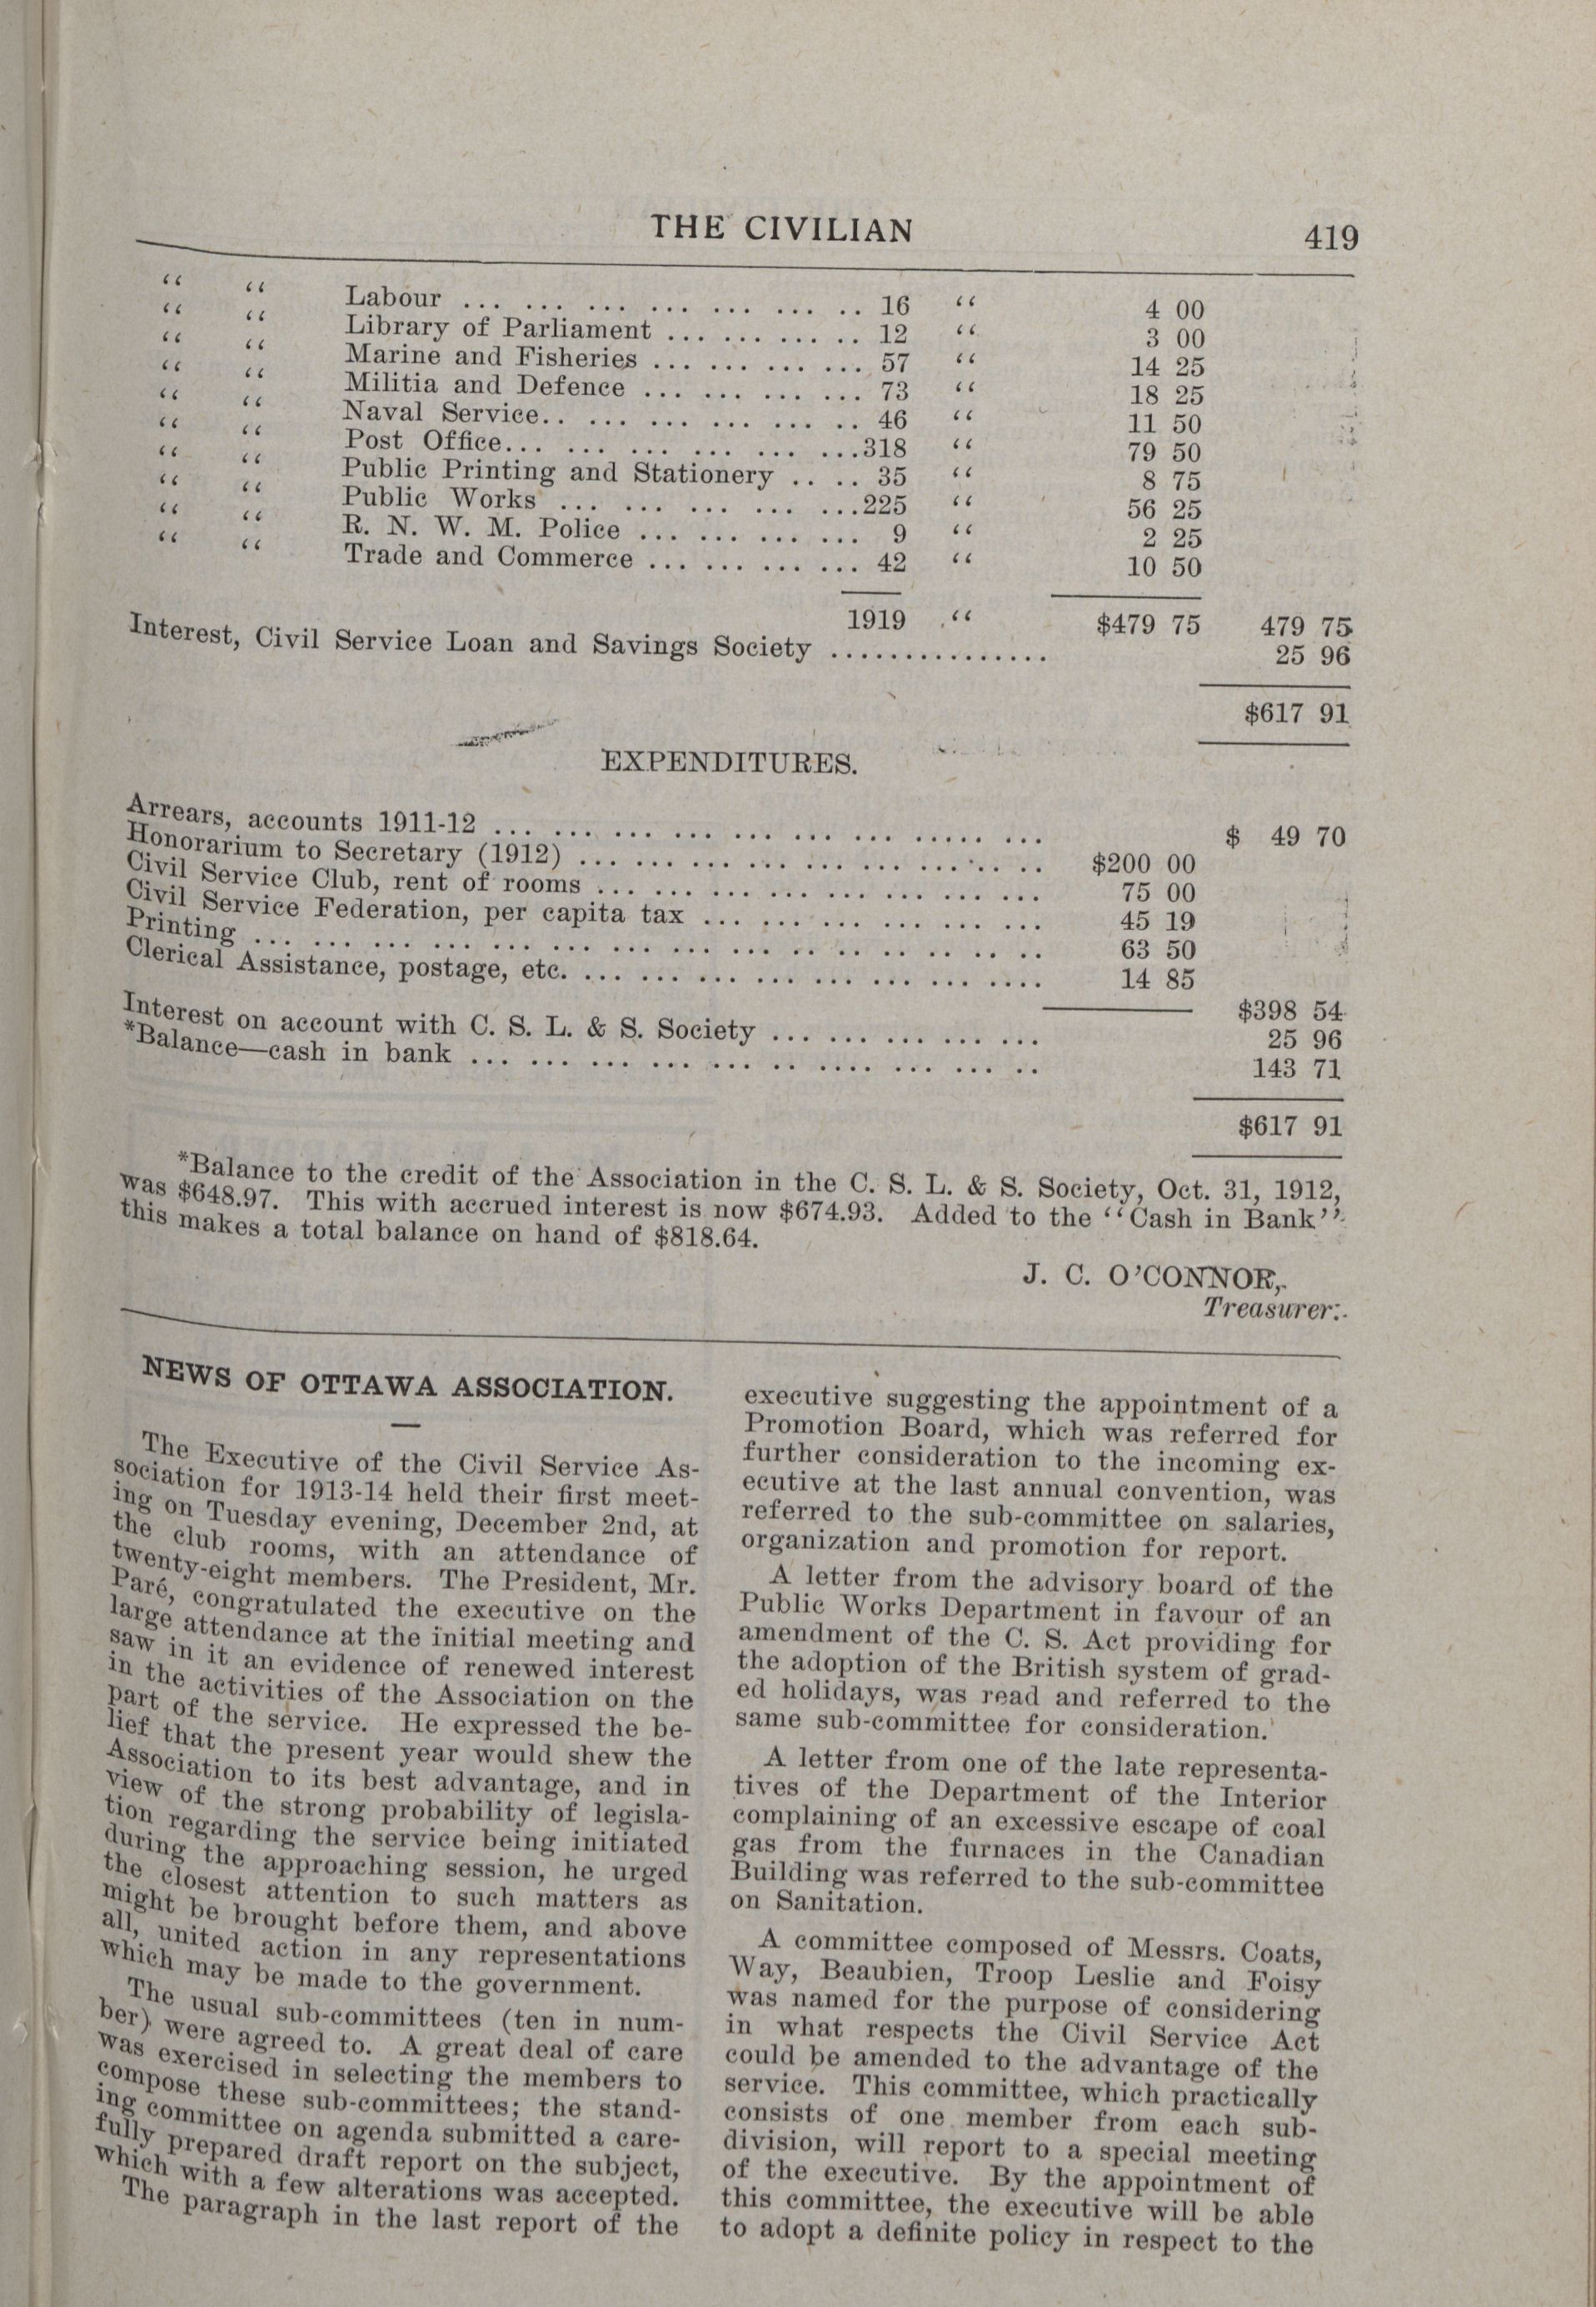 THE CIVILIAN 419
“ “ Labour ... ... ... ... ... ... .. 16 “ 4 00
“ “ Library of Parliament ... ... ... .. 12 “ 3 00
“ “ Marine and Fisheries ... ... ... ... 57 “ 14 25
“ “ Militia and Defence ... ... ... ... 73 “ 18 25
“ “ Naval Service.. ... ... ... ... .. 46 “ 11 50
“ “ Post Office... ... ... ... ... ...318 “ 79 50
“ “ Public Printing and Stationery .. .. 35 “ 8 75
“ “ Public Works ... ... ... ... ...225 “ 56 25
“ “ R. N. W. M. Police ... ... ... ... 9 “ 2 25
“ “ Trade and Commerce ... ... ... ... 42 “ 10 50
1919 “ $479 75 479 75
Interest, Civil Service Loan and Savings Society ............... 25 96
$617 91
EXPENDITURES.
Arrears, accounts 1911-12 ... ... ... ... ... ... ... ..... ... $ 49 70
Honorarium to Secretary (1912) ... ... ... ... ... ... ... .. .. $200 00
Civil Service Club, rent of rooms ... ... ... ... ... ... ... ... 75 00
Civil Service Federation, per capita tax ... ... ... ... ... ... 45 19
Printing ... ... ... ... ... ... ... ... ... .. .. .. .. .. .. 63 50
Clerical Assistance, postage, etc. ... ... ... ... ... ... ... .... 14 85
$398 54
Interest on account with C. S. L. & S. Society ... ... ... ... ... 25 96
*Balance—cash in bank ... ... ... ... ... .. .... ... ... .. 143 71
$617 91
*Balance to the credit of the Association in the C. S. L. & S. Society, Oct. 31, 1912,
was $648.97. This with accrued interest is now $674.93. Added to the “Cash in Bank”
this makes a total balance on hand of $818.64.
J. C. O’CONNOR,
Treasurer.
NEWS OF OTTAWA ASSOCIATION.
The Executive of the Civil Service As-
sociation for 1913-14 held their first meet-
ing on Tuesday evening, December 2nd, at
the club rooms, with an attendance of
twenty-eight members. The President, Mr.
Paré, congratulated the executive on the
large attendance at the initial meeting and
saw in it an evidence of renewed interest
in the activities of the Association on the
part of the service. He expressed the be-
lief that the present year would shew the
Association to its best advantage, and in
view of the strong probability of legisla-
tion regarding the service being initiated
during the approaching session, he urged
the closest attention to such matters as
might be brought before them, and above
all, united action in any representations
which may be made to the government.
The usual sub-committees (ten in num-
ber) were agreed to. A great deal of care
was exercised in selecting the members to
compose these sub-committees; the stand-
ing committee on agenda submitted a care-
fully prepared draft report on the subject,
which with a few alterations was accepted.
The paragraph in the last report of the
executive suggesting the appointment of a
Promotion Board, which was referred for
further consideration to the incoming ex-
ecutive at the last annual convention, was
referred to the sub-committee on salaries,
organization and promotion for report.
A letter from the advisory board of the
Public Works Department in favour of an
amendment of the C. S. Act providing for
the adoption of the British system of grad-
ed holidays, was read and referred to the
same sub-committee for consideration.
A letter from one of the late representa-
tives of the Department of the Interior
complaining of an excessive escape of coal
gas from the furnaces in the Canadian
Building was referred to the sub-committee
on Sanitation.
A committee composed of Messrs. Coats,
Way, Beaubien, Troop Leslie and Foisy
was named for the purpose of considering
in what respects the Civil Service Act
could be amended to the advantage of the
service. This committee, which practically
consists of one member from each sub-
division, will report to a special meeting
of the executive. By the appointment of
this committee, the executive will be able
to adopt a definite policy in respect to the